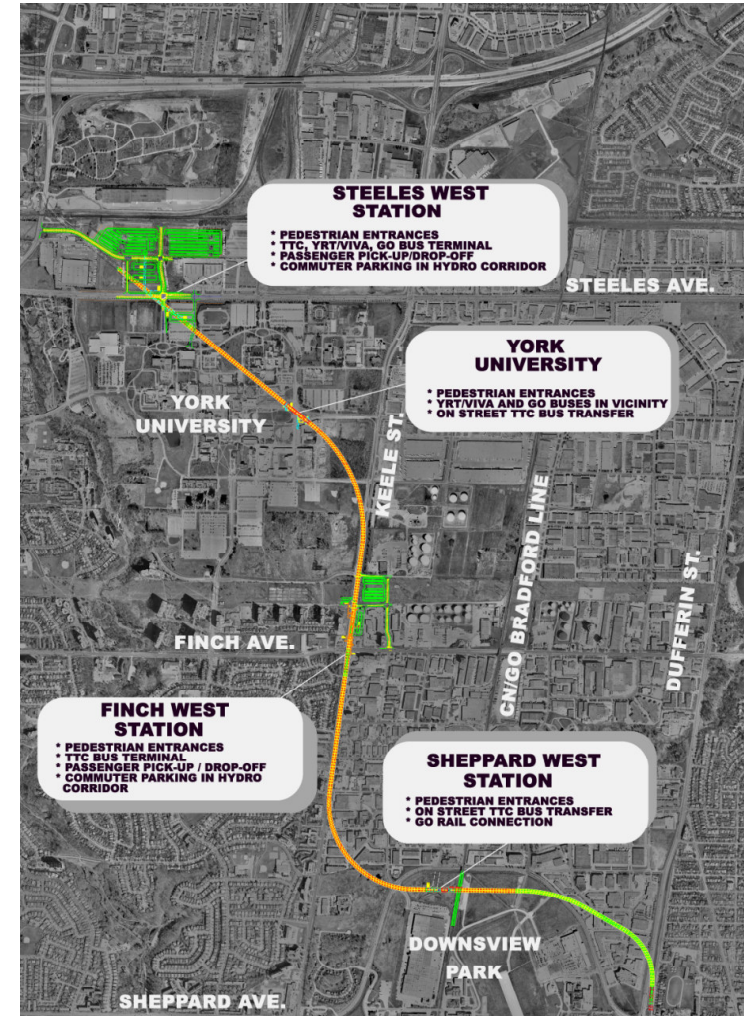 STEELES WEST
STATION
* PEDESTRIAN ENTRANCES
* TTC, YRT/VIVA, GO BUS TERMINAL
* PASSENGER PICK-UP/DROP-OFF
* COMMUTER PARKING IN HYDRO CORRIDOR
STEELES AVE.
YORK
UNIVERSITY
* PEDESTRIAN ENTRANCES
* YRT/VIVA AND GO BUSES IN VICINITY
* ON STREET TTC BUS TRANSFER
YORK
UNIVERSITY
KEELE ST.
CN/GO BRADFORD LINE
DUFFERIN ST.
FINCH AVE.
FINCH WEST
STATION
* PEDESTRIAN ENTRANCES
* TTC BUS TERMINAL
* PASSENGER PICK-UP / DROP-OFF
* COMMUTER PARKING IN HYDRO
CORRIDOR
SHEPPARD WEST
STATION
* PEDESTRIAN ENTRANCES
* ON STREET TTC BUS TRANSFER
* GO RAIL CONNECTION
DOWNSVIEW
PARK
SHEPPARD AVE.